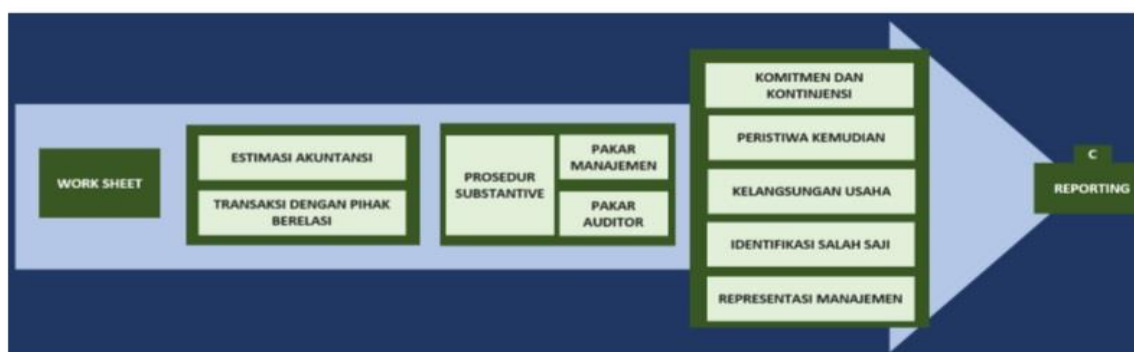 WORK SHEET
ESTIMASI AKUNTANSI
TRANSAKSI DENGAN PIHAK
BERELASI
PROSEDUR
SUBSTANTIVE
PAKAR
MANAJEMEN
PAKAR
AUDITOR
KOMITMEN DAN
KONTINJENSI
PERISTIWA KEMUDIAN
KELANGSUNGAN USAHA
IDENTIFIKASI SALAH SAJI
REPRESENTASI MANAJEMEN
C
REPORTING